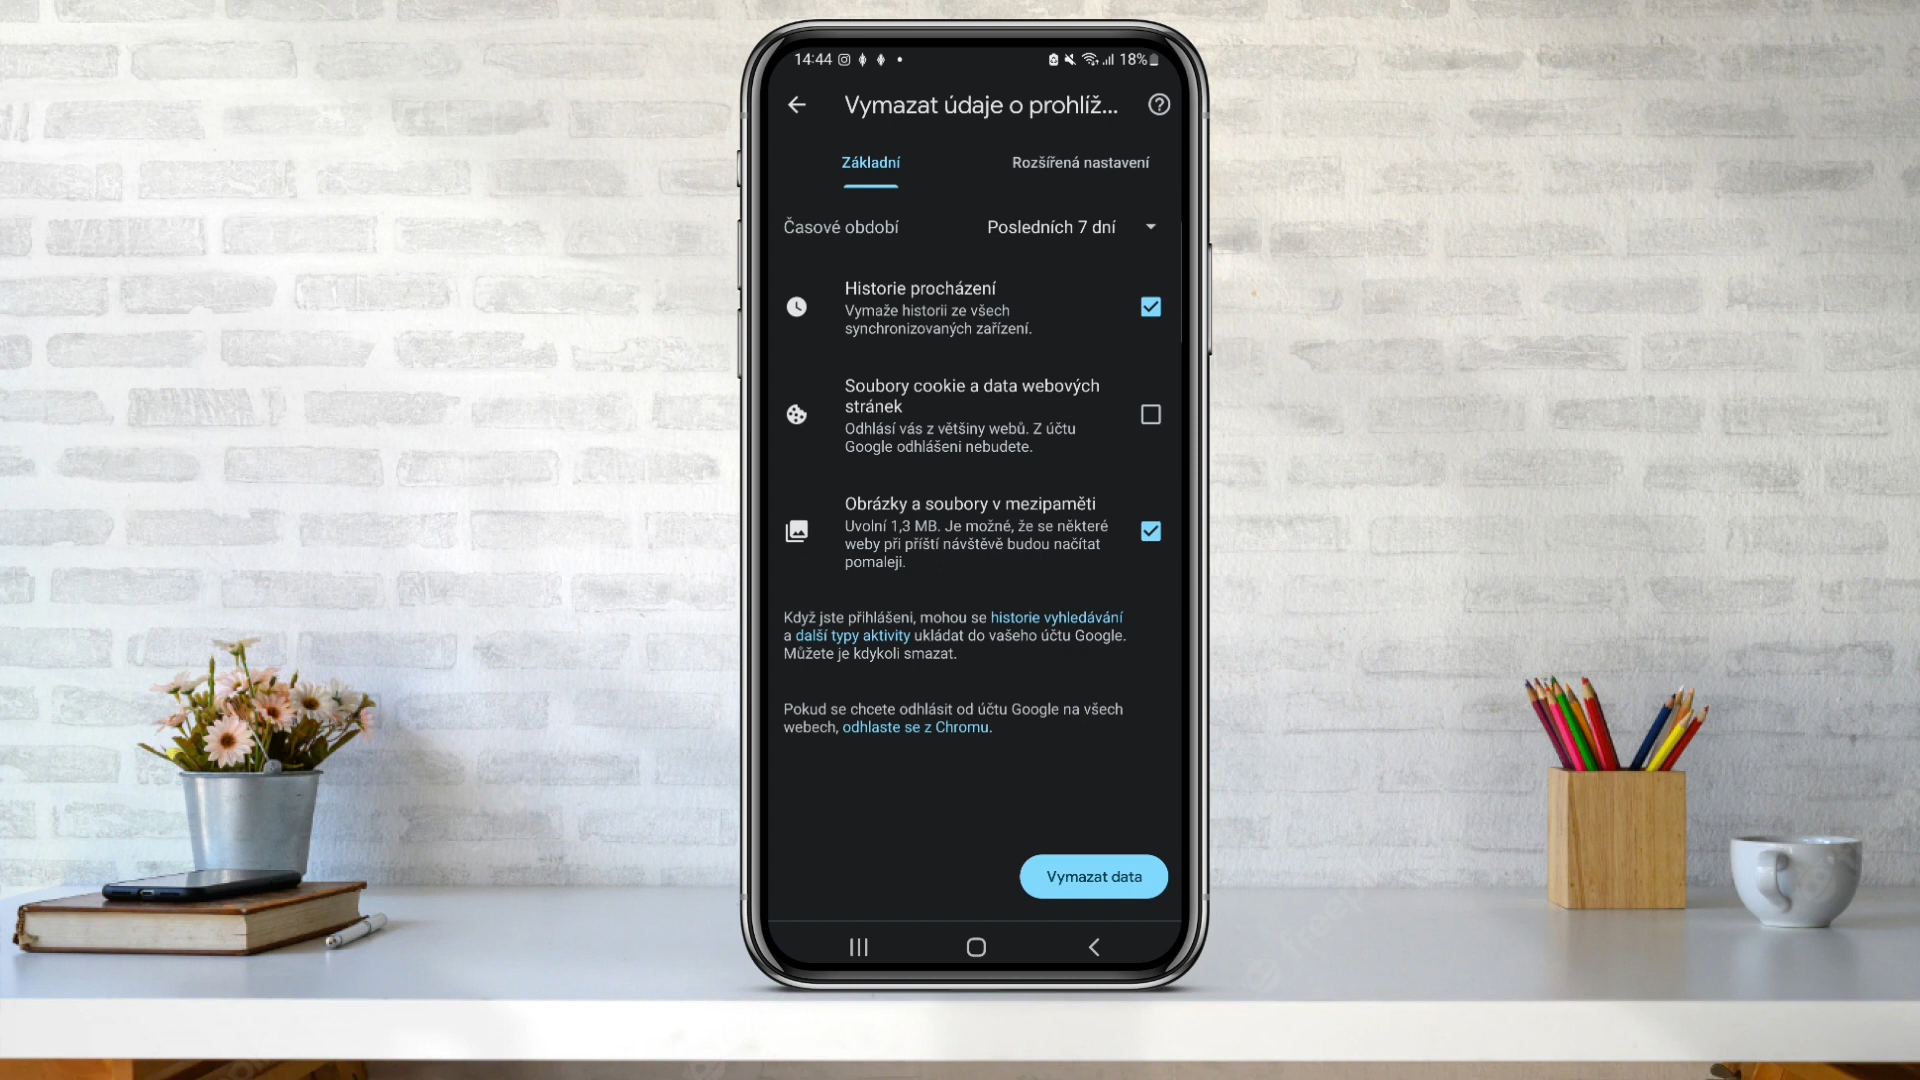 14:44
18%
Vymazat údaje o prohlíž...
Základní
Rozšířená nastavení
Časové období
Posledních 7 dní
Historie procházení
Vymaže historii ze všech
synchronizovaných zařízení.
Soubory cookie a data webových
stránek
Odhlásí vás z většiny webů. Z účtu
Google odhlášeni nebudete.
Obrázky a soubory v mezipaměti
Uvolní 1,3 MB. Je možné, že se některé
weby při příští návštěvě budou načítat
pomaleji.
Když jste přihlášeni, mohou se historie vyhledávání
a další typy aktivity ukládat do vašeho účtu Google.
Můžete je kdykoli smazat.
Pokud se chcete odhlásit od účtu Google na všech
webech, odhlaste se z Chromu.
Vymazat data